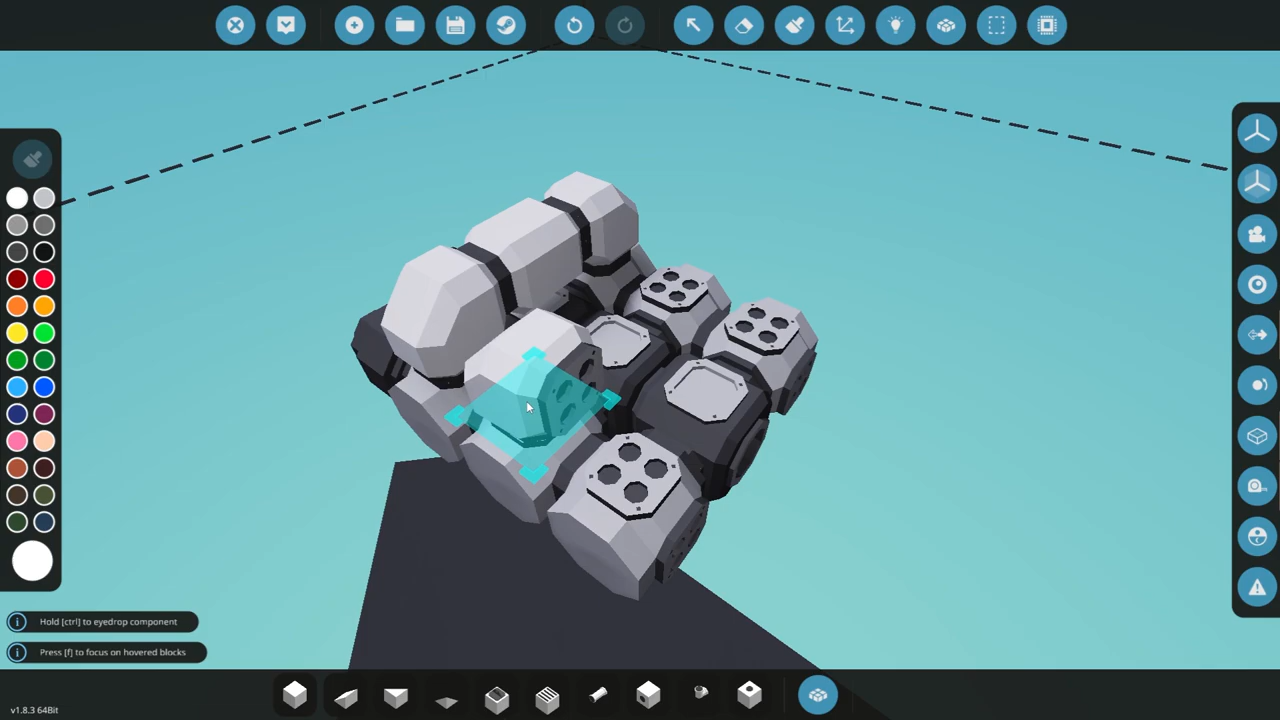 Hold [ctrl] to eyedrop component
Press [f] to focus on hovered blocks
v1.8.3 64Bit